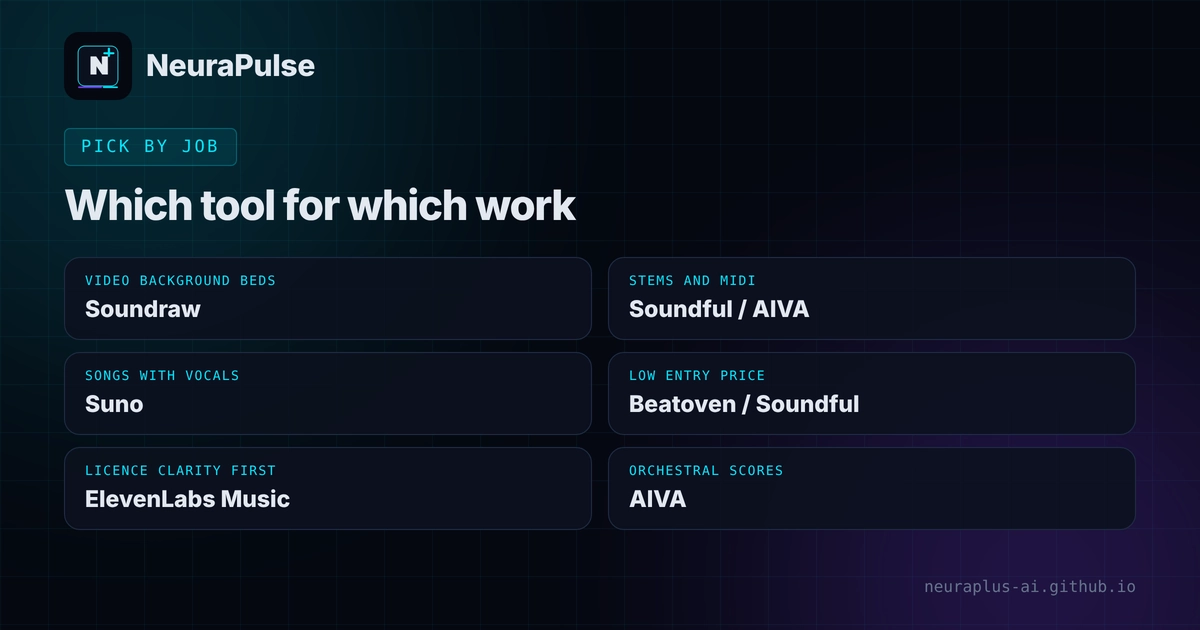 N+
NeuraPulse
PICK BY JOB
Which tool for which work
VIDEO BACKGROUND BEDS
Soundraw
STEMS AND MIDI
Soundful / AIVA
SONGS WITH VOCALS
Suno
LOW ENTRY PRICE
Beatoven / Soundful
LICENCE CLARITY FIRST
ElevenLabs Music
ORCHESTRAL SCORES
AIVA
neuraplus-ai.github.io